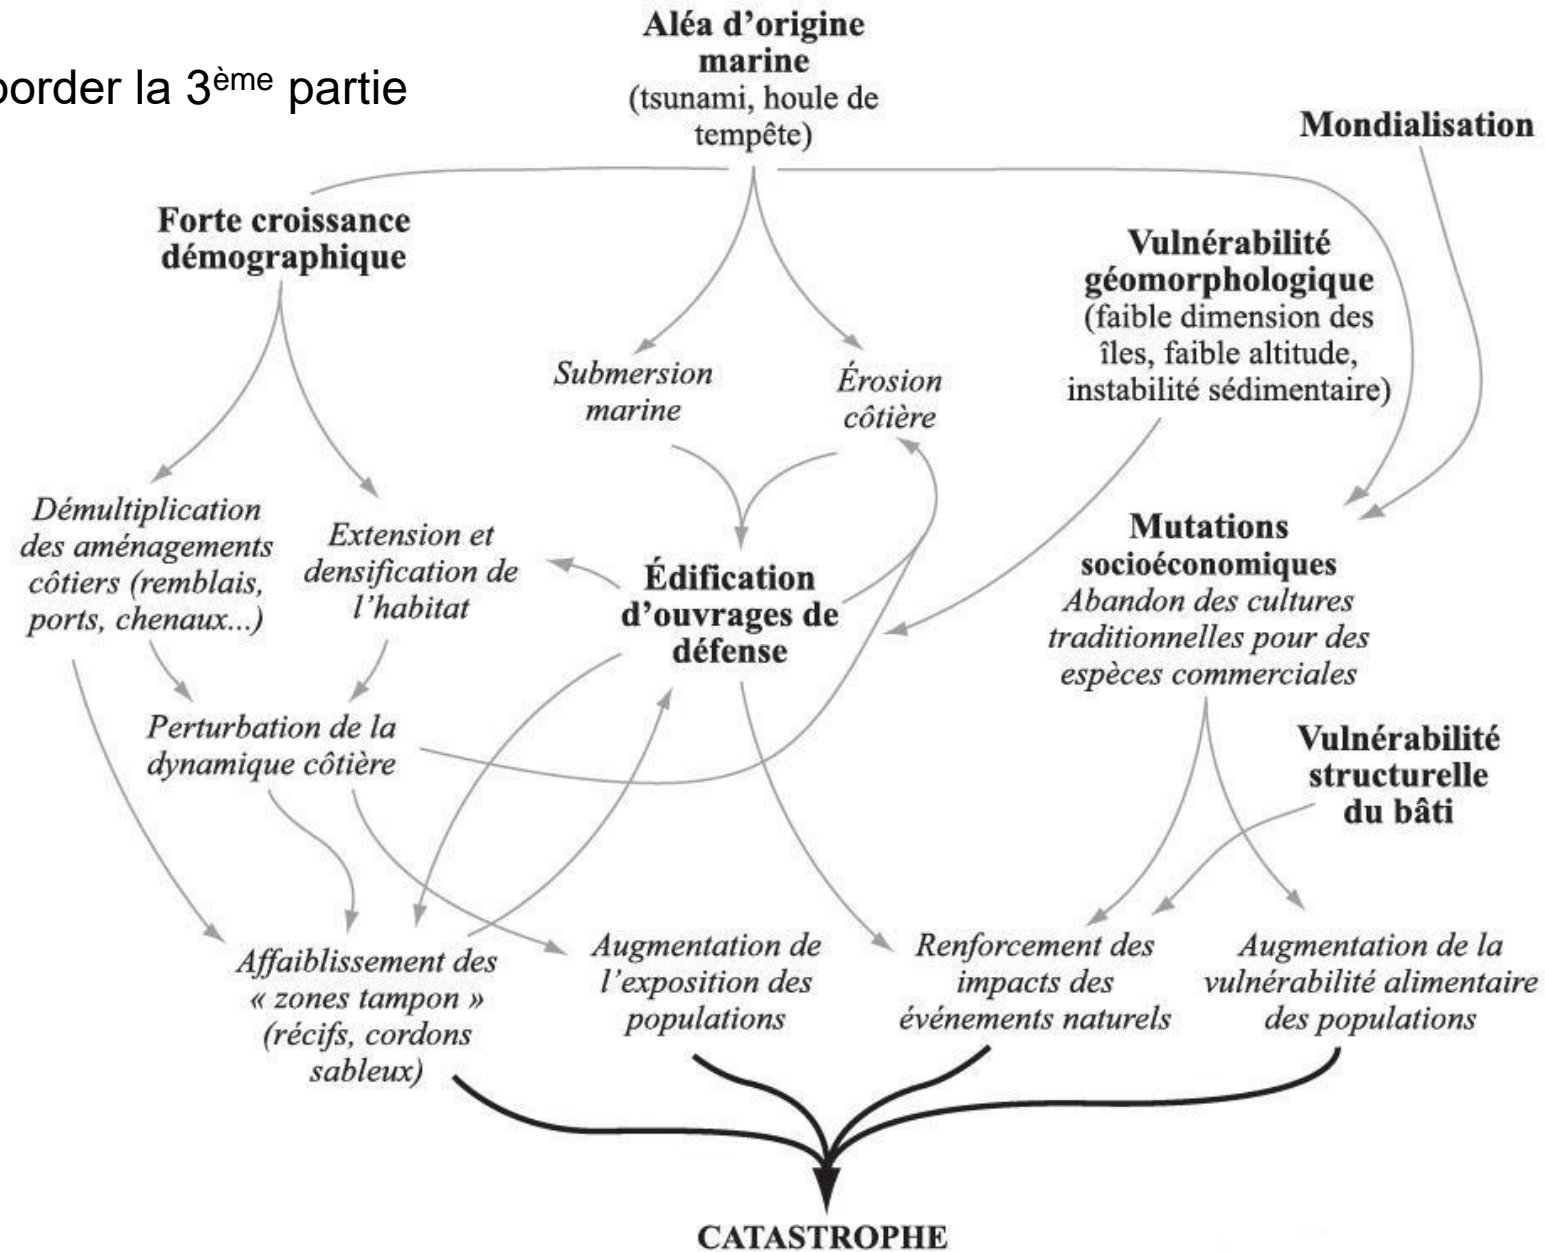 Aléa d’origine
marine
(tsunami, houle de
tempête)
border la 3ème partie
Mondialisation
Forte croissance
démographique
Vulnérabilité
géomorphologique
(faible dimension des
îles, faible altitude,
instabilité sédimentaire)
Submersion
marine
Érosion
côtière
Démultiplication
des aménagements
côtiers (remblais,
ports, chenaux...)
Extension et
densification de
l’habitat
Édification
d’ouvrages de
défense
Mutations
socioéconomiques
Abandon des cultures
traditionnelles pour des
espèces commerciales
Perturbation de la
dynamique côtière
Vulnérabilité
structurelle
du bâti
Affaiblissement des
« zones tampon »
(récifs, cordons
sableux)
Augmentation de
l’exposition des
populations
Renforcement des
impacts des
événements naturels
Augmentation de la
vulnérabilité alimentaire
des populations
CATASTROPHE